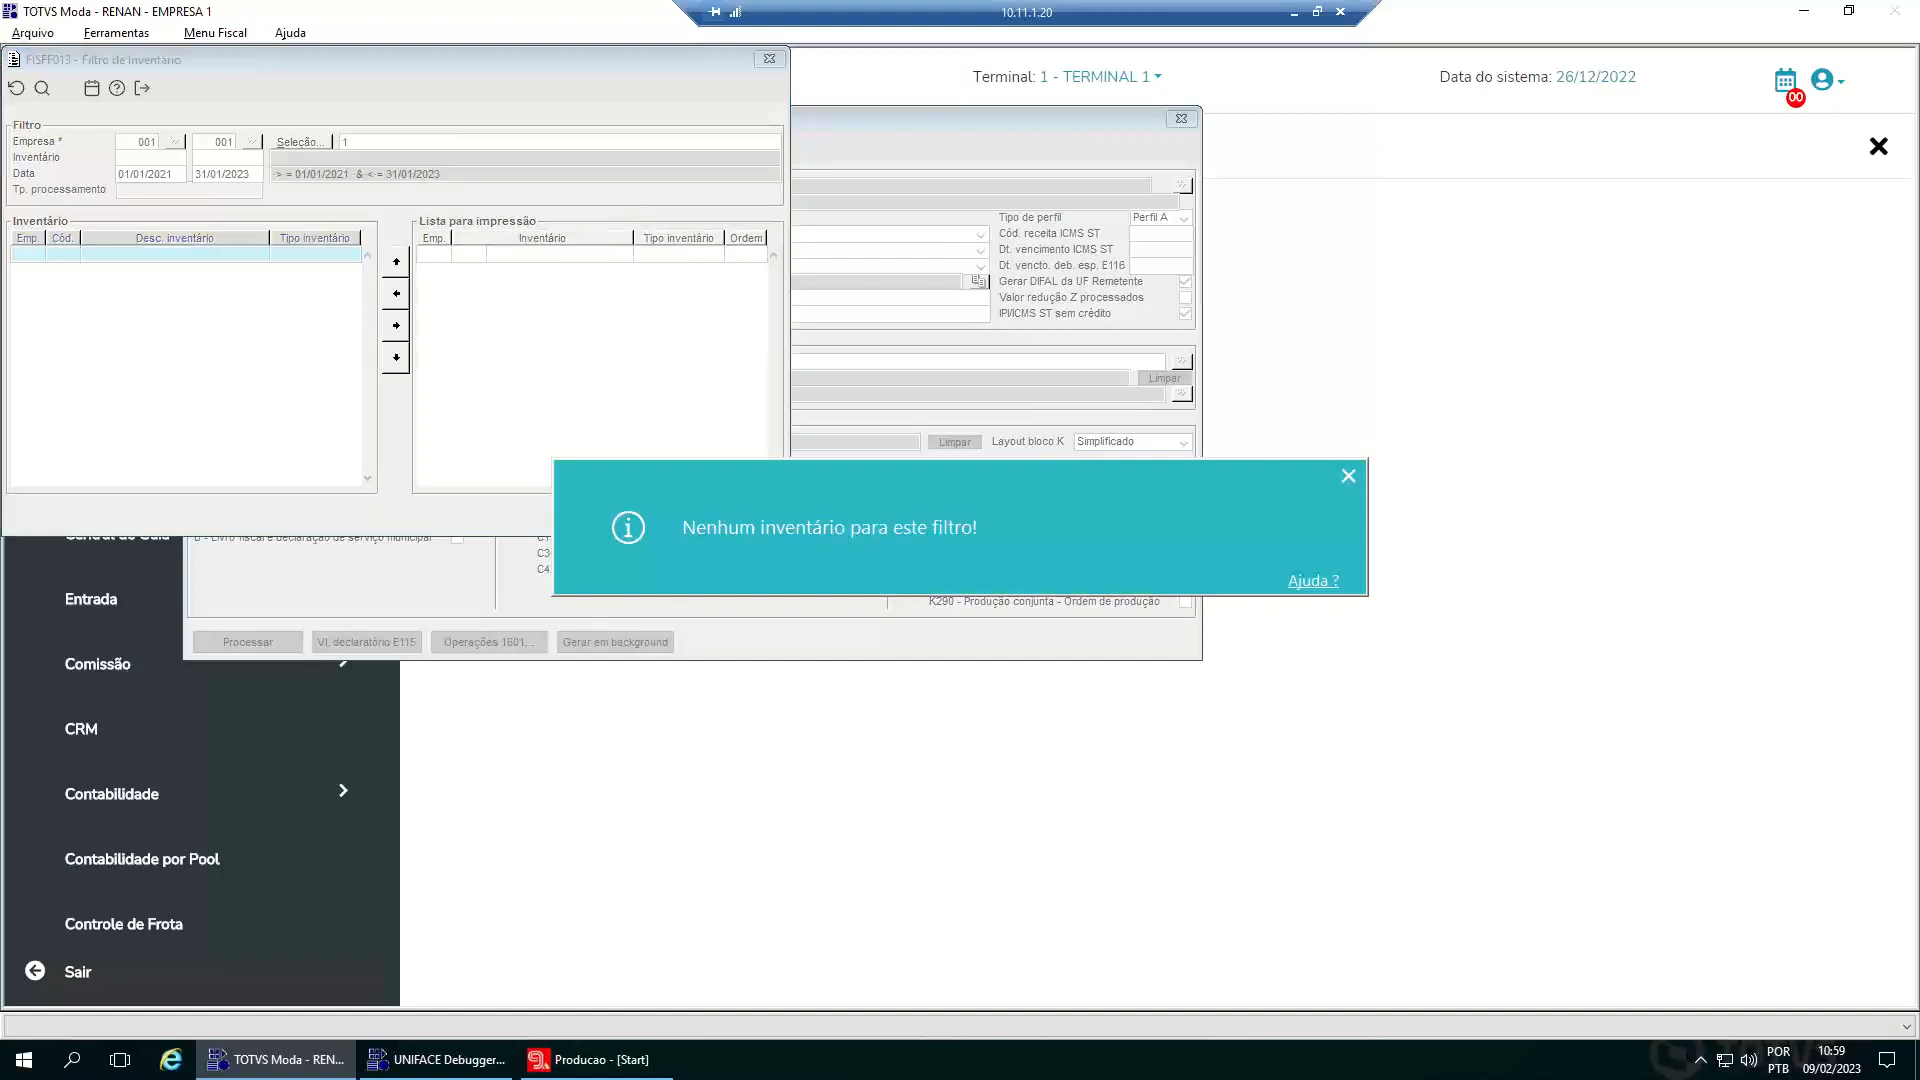 TOTVS Moda - RENAN - EMPRESA 1
10.11.1.20
Arquivo Ferramentas Menu Fiscal Ajuda
FISFF013 - Filtro de Inventário
Terminal: 1 - TERMINAL 1
Data do sistema: 26/12/2022
00
Filtro
Empresa * 001 001 Seleção... 1
Inventário
Data 01/01/2021 31/01/2023 > = 01/01/2021 & < = 31/01/2023
Tp. processamento
Inventário
Emp. Cód. Desc. inventário Tipo inventário
Lista para impressão
Emp. Inventário Tipo inventário Ordem
Tipo de perfil Perfil A
Cód. receita ICMS ST
Dt. vencimento ICMS ST
Dt. vencto. deb. esp. E116
Gerar DIFAL da UF Remetente
Valor redução Z processados
IPI/ICMS ST sem crédito
Limpar
Limpar Layout bloco K Simplificado
Nenhum inventário para este filtro!
Ajuda ?
Livro fiscal e declaração de serviço municipal
K290 - Produção conjunta - Ordem de produção
Processar Vl. declaratório E115 Operações 1601... Gerar em background
Entrada
Comissão
CRM
Contabilidade
Contabilidade por Pool
Controle de Frota
Sair
TOTVS Moda - REN... UNIFACE Debugger... Producao - [Start]
POR
PTB
10:59
09/02/2023